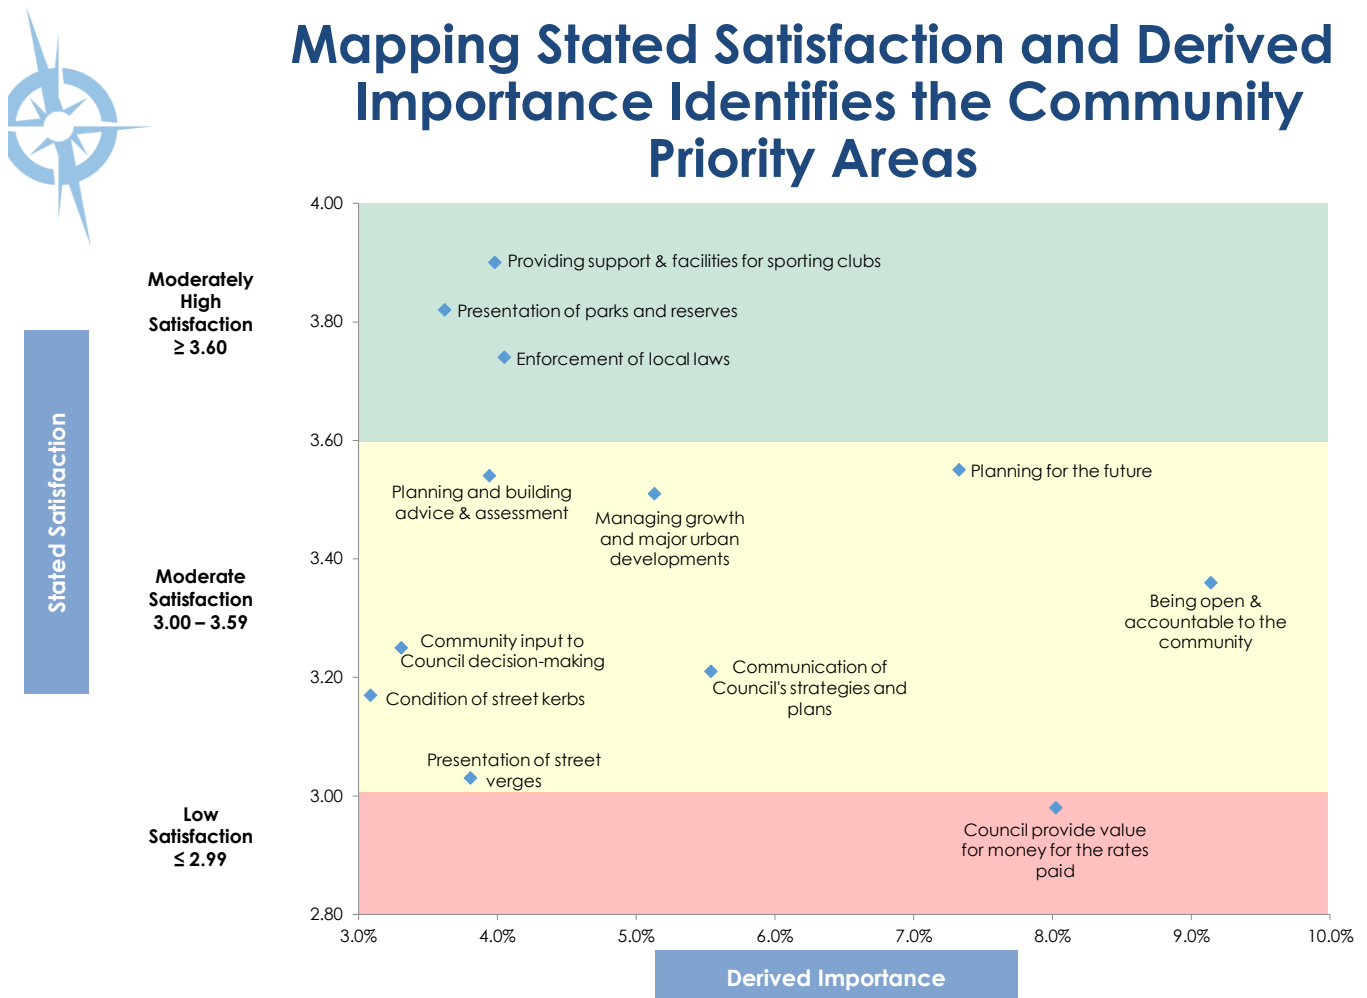 Mapping Stated Satisfaction and Derived
Importance Identifies the Community
Priority Areas
4.00
Providing support & facilities for sporting clubs
Moderately
High
Satisfaction
≥ 3.60
Presentation of parks and reserves
3.80
Enforcement of local laws
3.60
Stated Satisfaction
Planning for the future
Planning and building
advice & assessment
Managing growth
and major urban
developments
3.40
Moderate
Satisfaction
3.00 – 3.59
Being open &
accountable to the
community
Community input to
Council decision-making
3.20
Communication of
Council's strategies and
plans
Condition of street kerbs
Presentation of street
verges
3.00
Low
Satisfaction
≤ 2.99
Council provide value
for money for the rates
paid
2.80
3.0% 4.0% 5.0% 6.0% 7.0% 8.0% 9.0% 10.0%
Derived Importance